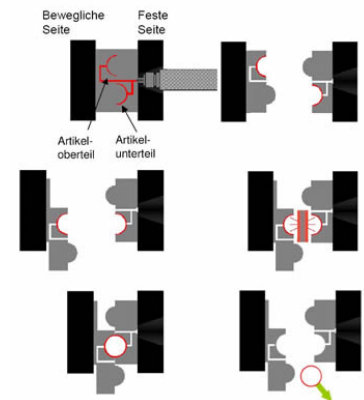 Bewegliche
Seite
Feste
Seite
Artikel-
oberteil
Artikel-
unterteil